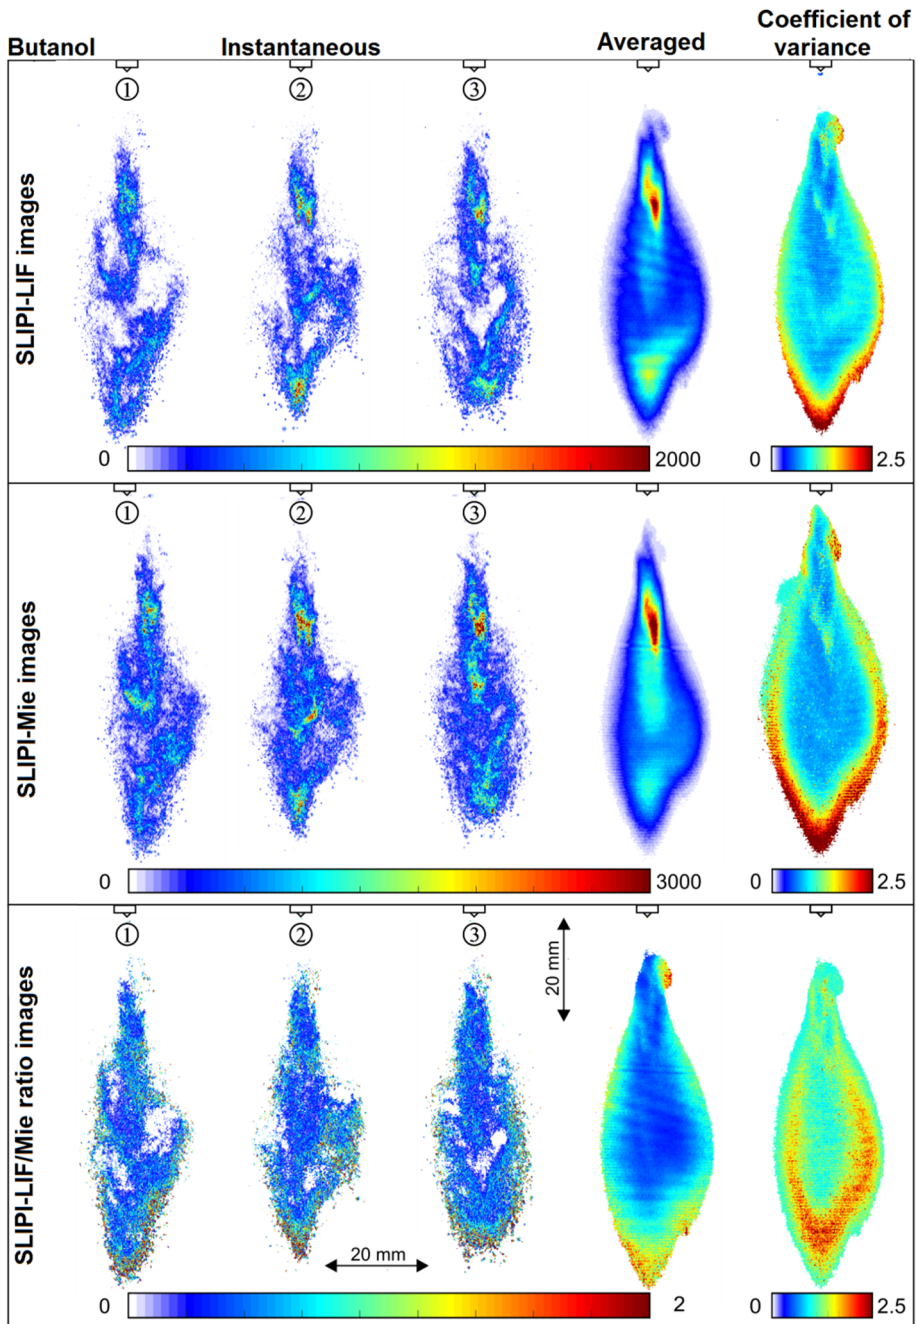 Butanol
Instantaneous
Averaged
Coefficient of
variance
SLIPI-LIF images
1
2
3
0
2000
0
2.5
SLIPI-Mie images
1
2
3
0
3000
0
2.5
SLIPI-LIF/Mie ratio images
1
2
3
20 mm
20 mm
0
2
0
2.5